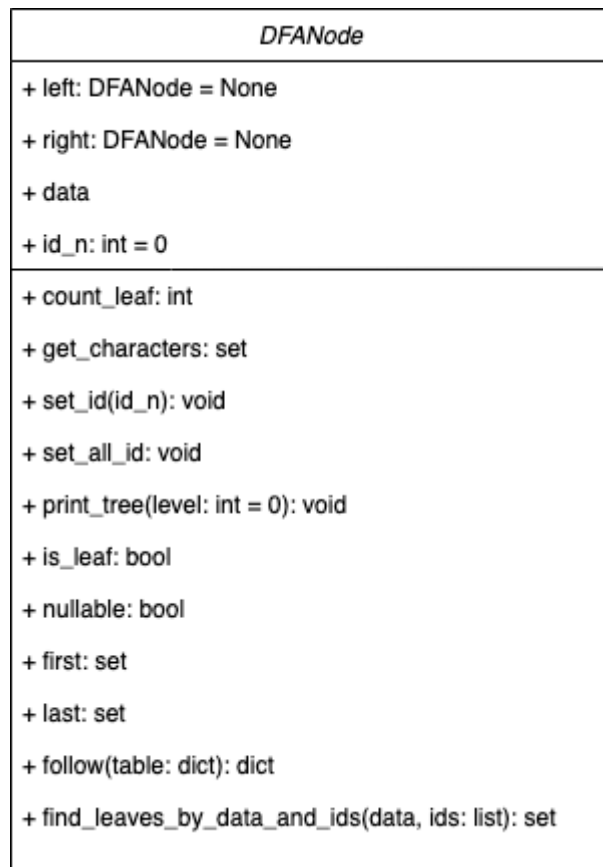 DFANode
+ left: DFANode = None
+ right: DFANode = None
+ data
+ id_n: int = 0
+ count_leaf: int
+ get_characters: set
+ set_id(id_n): void
+ set_all_id: void
+ print_tree(level: int = 0): void
+ is_leaf: bool
+ nullable: bool
+ first: set
+ last: set
+ follow(table: dict): dict
+ find_leaves_by_data_and_ids(data, ids: list): set